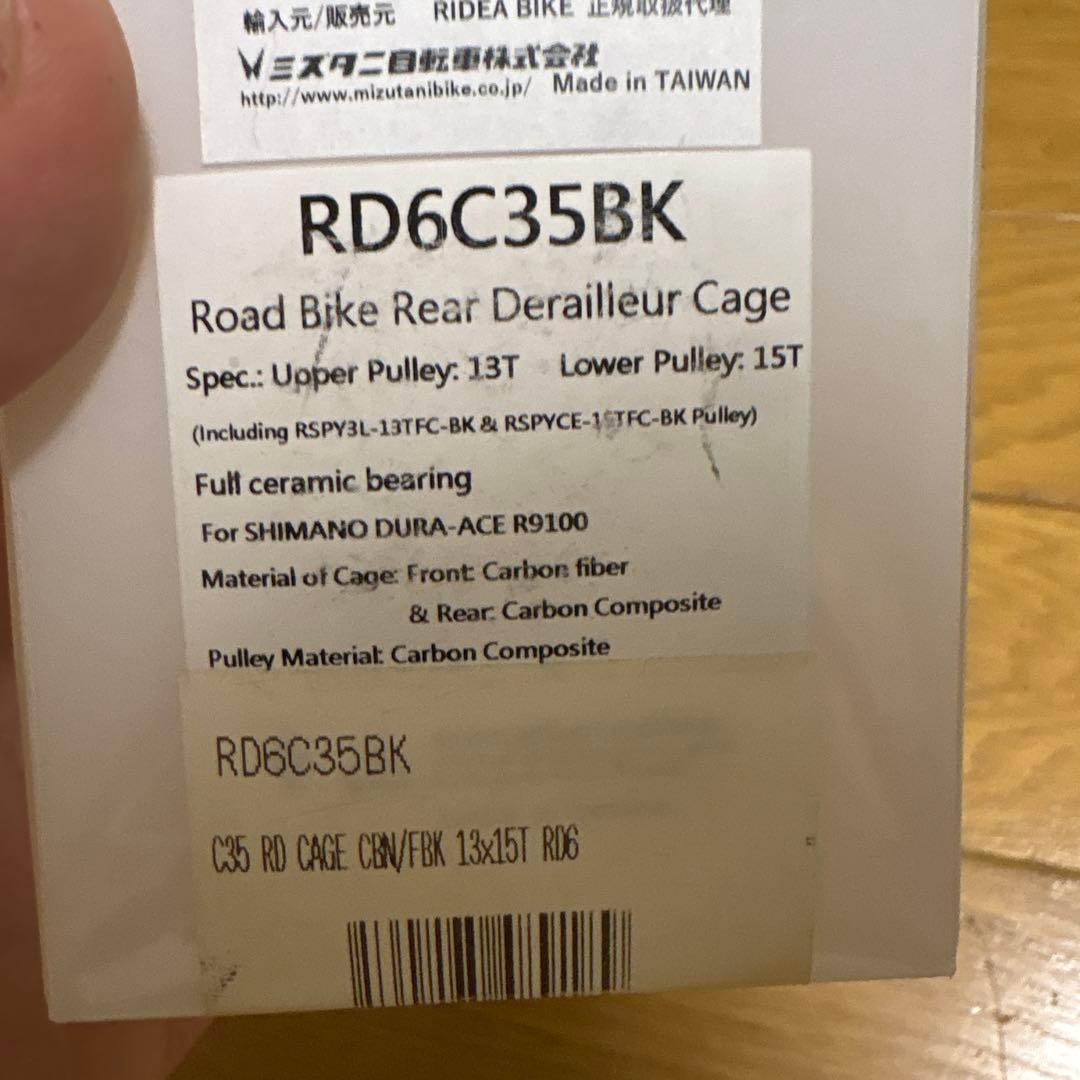 輸入元/販売元 RIDEA BIKE 正規取扱代理
ミズタニ自転車株式会社
http://www.mizutanibike.co.jp/ Made in TAIWAN
RD6C35BK
Road Bike Rear Derailleur Cage
Spec.: Upper Pulley: 13T Lower Pulley: 15T
(Including RSPY3L-13TFC-BK & RSPYCE-15TFC-BK Pulley)
Full ceramic bearing
For SHIMANO DURA-ACE R9100
Material of Cage: Front: Carbon fiber
& Rear: Carbon Composite
Pulley Material: Carbon Composite
RD6C35BK
C35 RD CAGE CBN/FBK 13x15T RD6